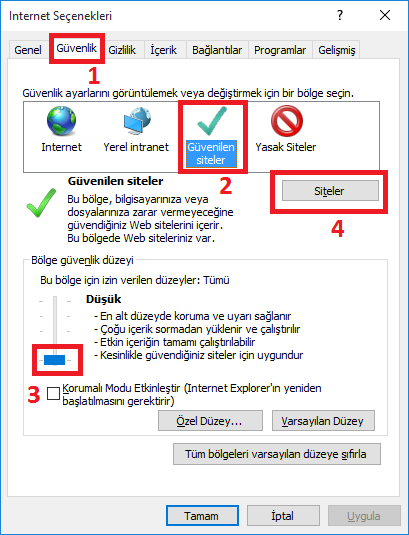 Internet Seçenekleri
Genel Güvenlik Gizlilik İçerik Bağlantılar Programlar Gelişmiş
1
Güvenlik ayarlarını görüntülemek veya değiştirmek için bir bölge seçin.
Internet Yerel intranet Güvenilen siteler Yasak Siteler
2
Güvenilen siteler
Siteler
4
Bu bölge, bilgisayarınıza veya
dosyalarınıza zarar vermeyeceğine
güvendiğiniz Web sitelerini içerir.
Bu bölgede Web siteleriniz var.
Bölge güvenlik düzeyi
Bu bölge için izin verilen düzeyler: Tümü
Düşük
- En alt düzeyde koruma ve uyarı sağlanır
- Çoğu içerik sormadan yüklenir ve çalıştırılır
- Etkin içeriğin tamamı çalıştırılabilir
- Kesinlikle güvendiğiniz siteler için uygundur
3
Korumalı Modu Etkinleştir (Internet Explorer'ın yeniden
başlatılmasını gerektirir)
Özel Düzey... Varsayılan Düzey
Tüm bölgeleri varsayılan düzeye sıfırla
Tamam İptal Uygula